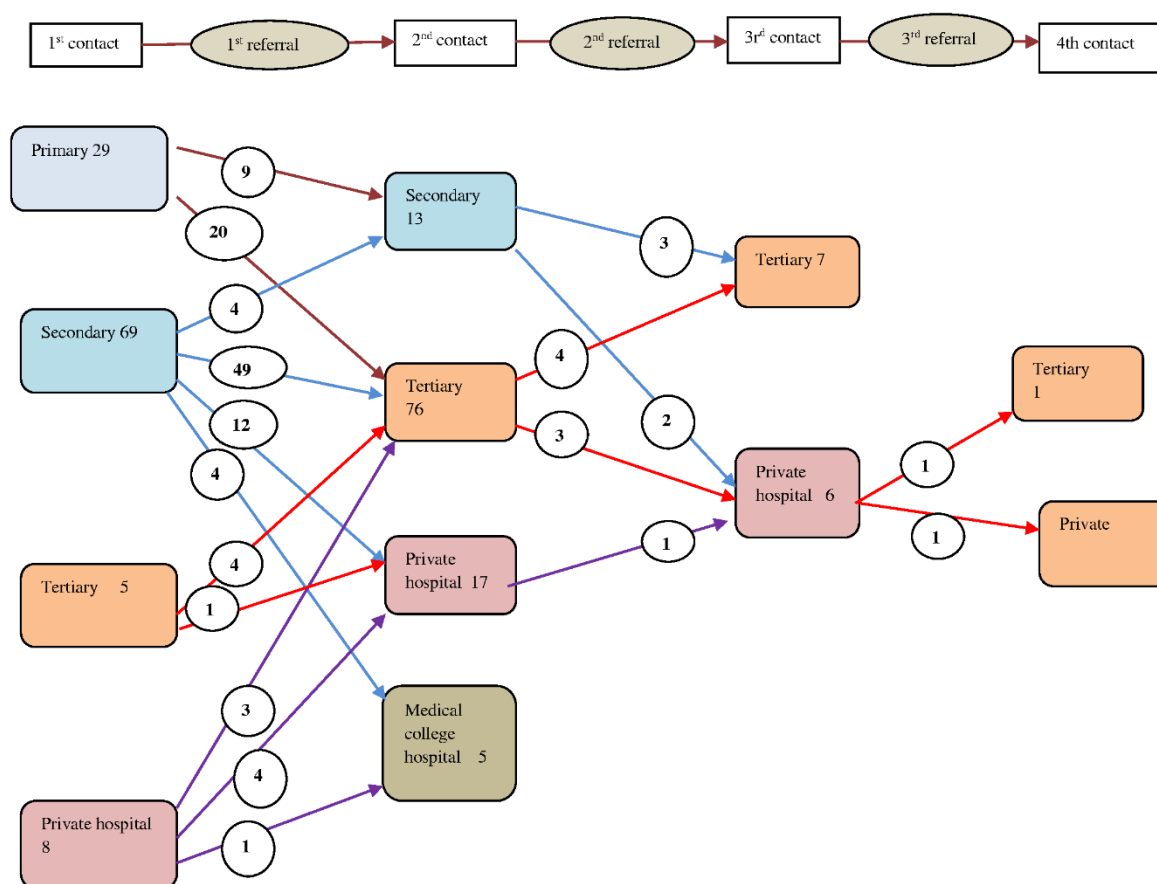 1st contact
1st referral
2nd contact
2nd referral
3rd contact
3rd referral
4th contact
Primary 29
9
20
Secondary
13
3
Tertiary 7
Secondary 69
4
49
12
4
Tertiary
76
4
3
2
Tertiary
1
Private
hospital 6
1
1
Private
Tertiary 5
4
1
Private
hospital 17
1
3
4
1
Medical
college
hospital 5
Private hospital
8